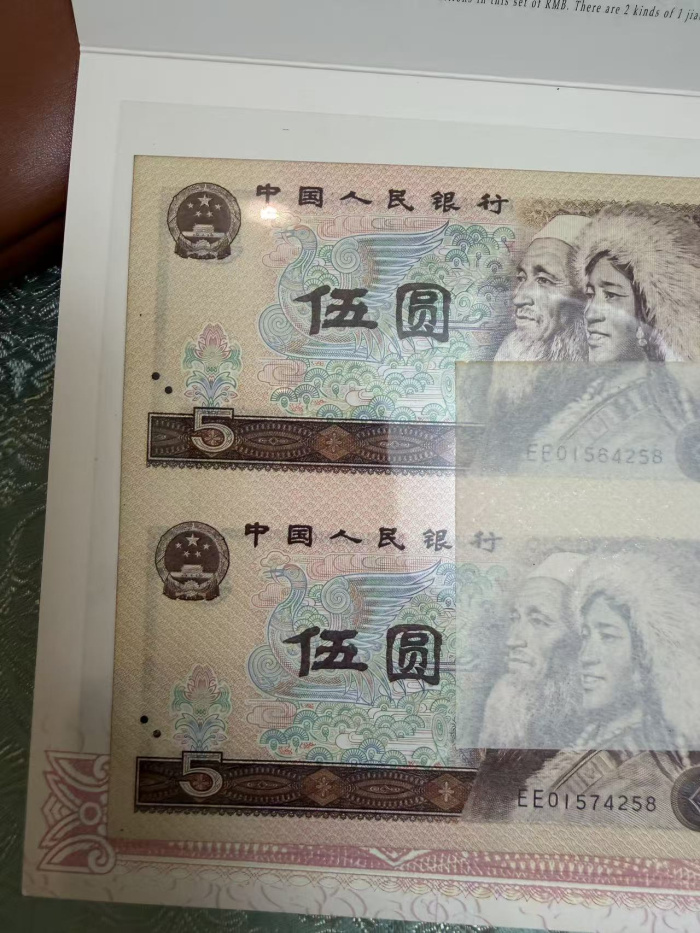 tions in this set of RMB. There are 2 kinds of 1 jia
中国人民银行
伍圆
5
EE01564258
中国人民银行
伍圆
5
EE01574258